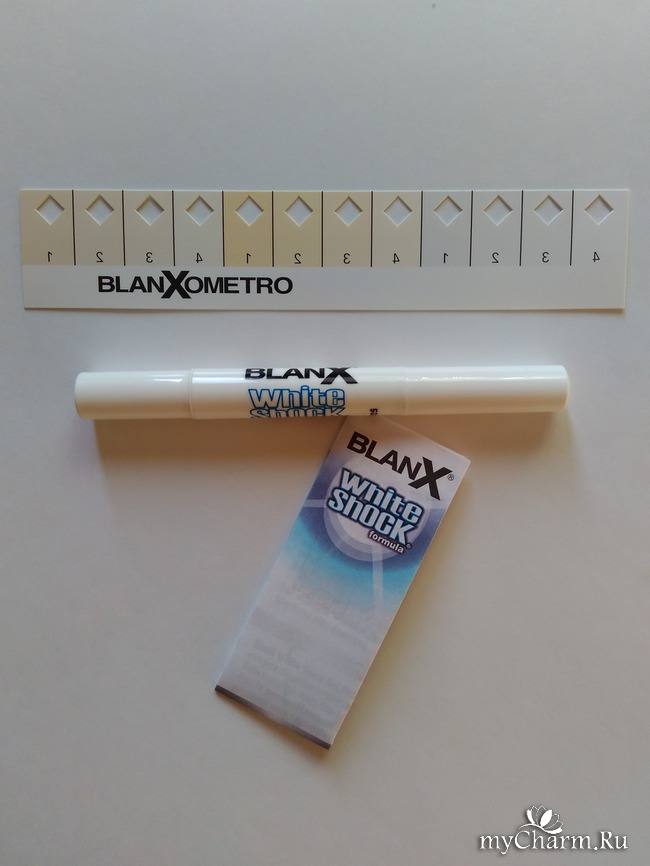 1 2 3 4 1 2 3 4 1 2 3 4
BLANXOMETRO
BLANX
White
Shock
BLANX®
White
Shock
formula®
myCharm.Ru